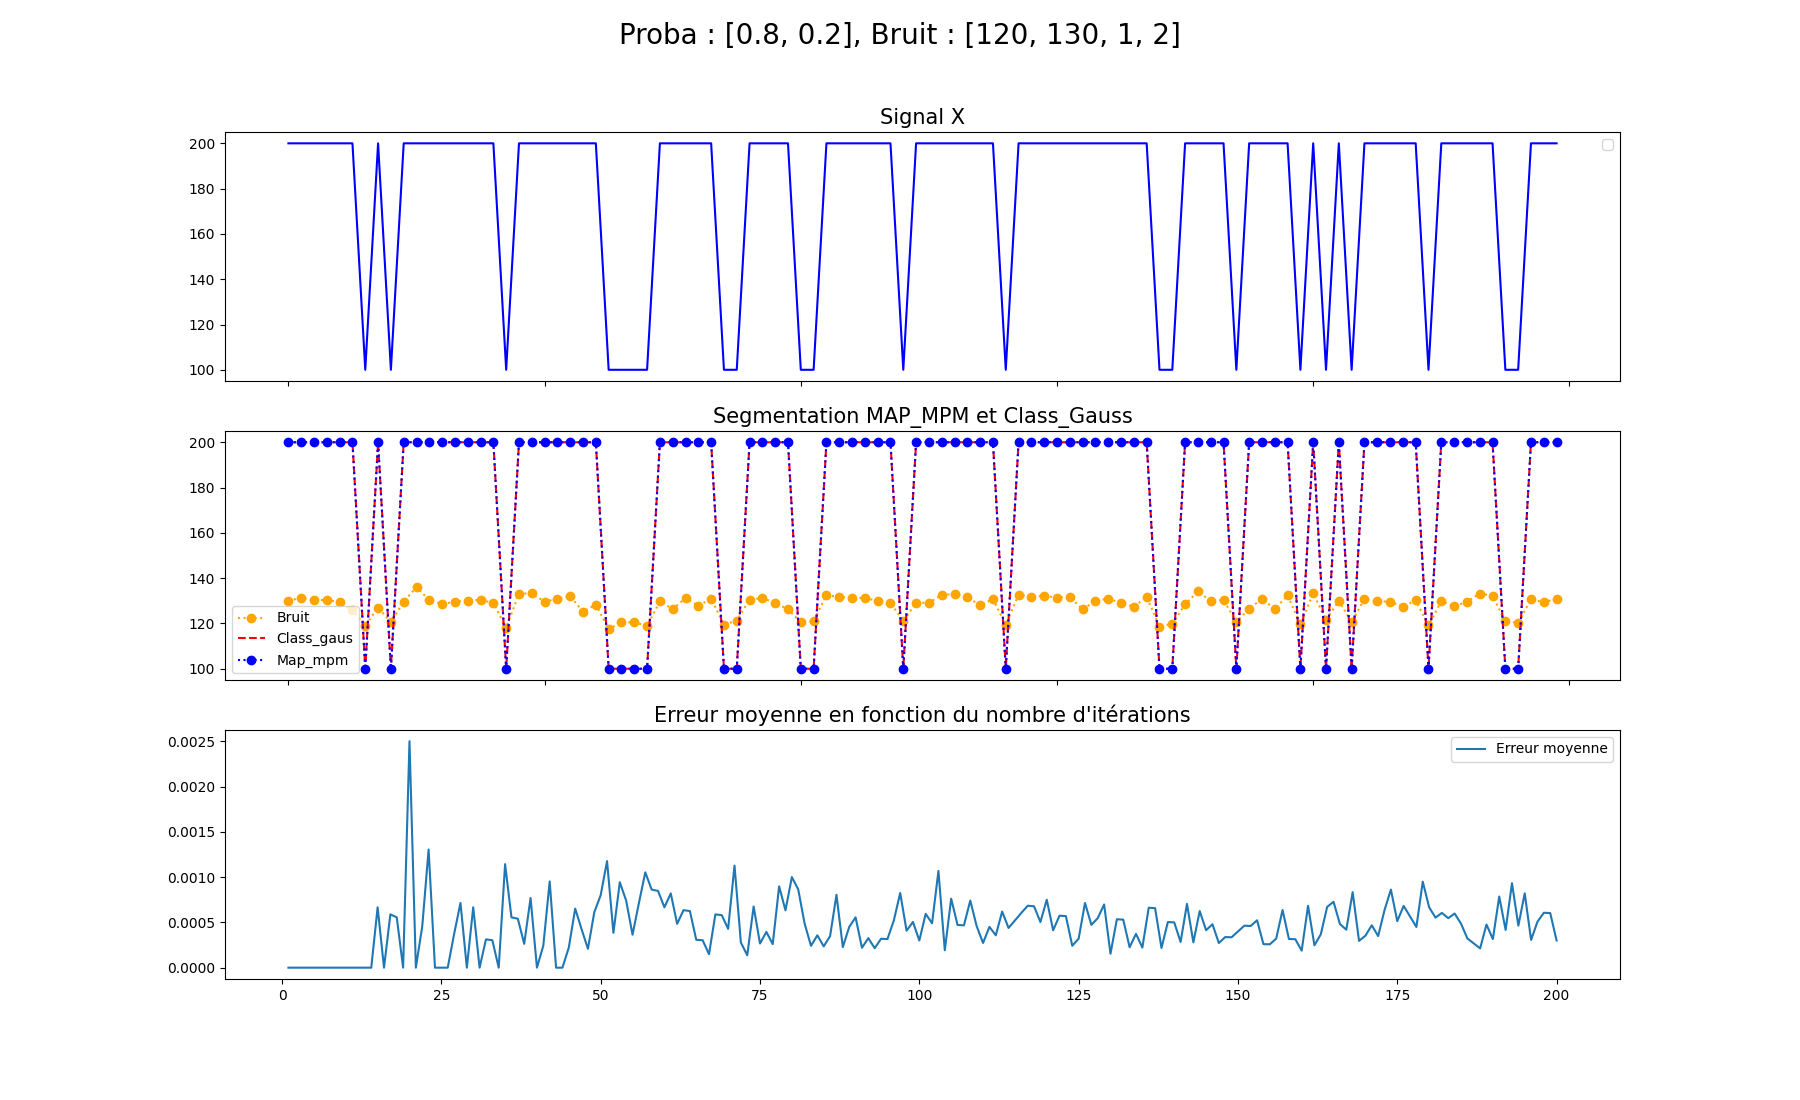 Proba : [0.8, 0.2], Bruit : [120, 130, 1, 2]
Signal X
200
180
160
140
120
100
Segmentation MAP_MPM et Class_Gauss
200
180
160
140
120
100
Bruit
Class_gaus
Map_mpm
Erreur moyenne en fonction du nombre d'itérations
0.0025
0.0020
0.0015
0.0010
0.0005
0.0000
Erreur moyenne
0 25 50 75 100 125 150 175 200